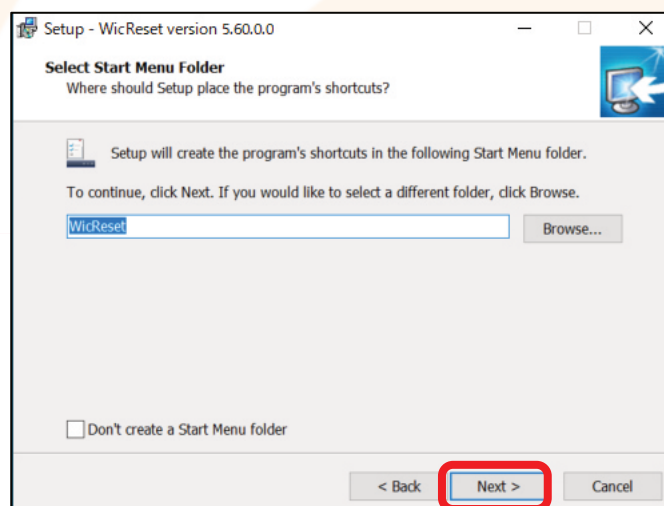 Setup - WicReset version 5.60.0.0
Select Start Menu Folder
Where should Setup place the program's shortcuts?
Setup will create the program's shortcuts in the following Start Menu folder.
To continue, click Next. If you would like to select a different folder, click Browse.
WicReset
Browse...
Don't create a Start Menu folder
< Back
Next >
Cancel